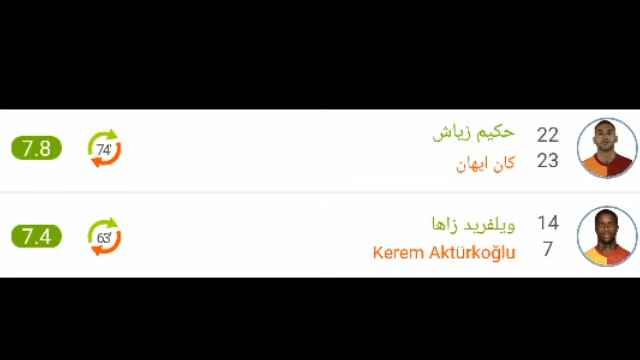 حكيم زياش 22
كان ايهان 23
74'
7.8
ويلفريد زاها 14
Kerem Aktürkoğlu 7
63'
7.4